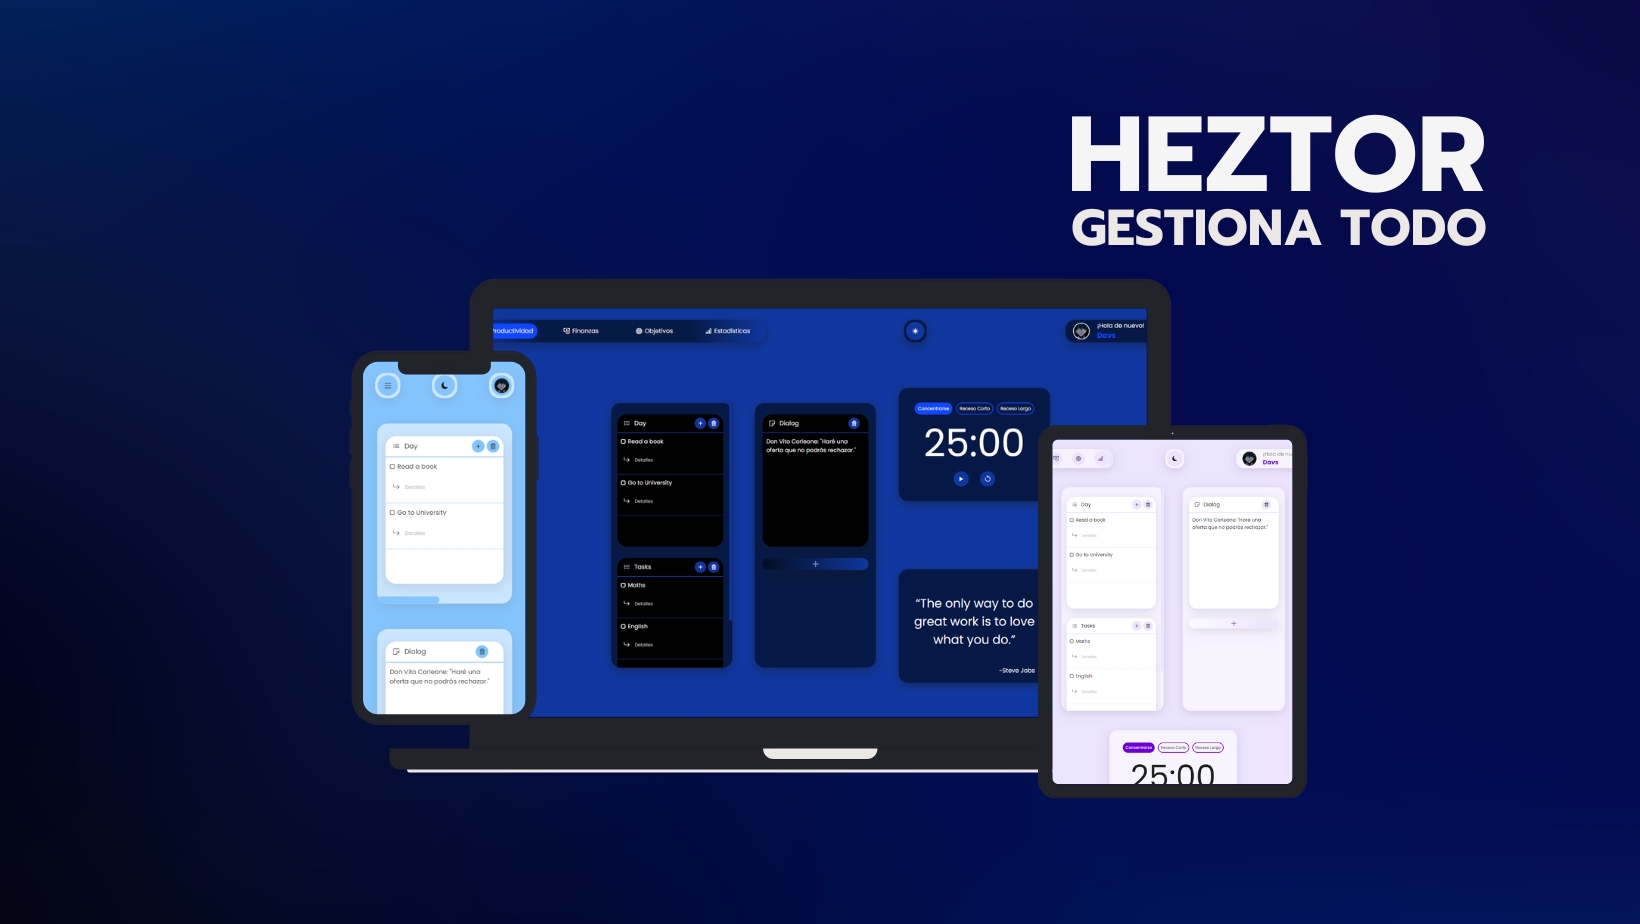 HEZTOR
GESTIONA TODO
Productividad
Finanzas
Objetivos
Estadísticas
¡Hola de nuevo!
Davs
Day
Read a book
Detalles
Go to University
Detalles
Tasks
Maths
Detalles
English
Detalles
Dialog
Don Vito Corleone: "Haré una
oferta que no podrás rechazar."
+
Concentrarse
Receso Corto
Receso Largo
25:00
“The only way to do
great work is to love
what you do.”
-Steve Jobs
Day
Read a book
Detalles
Go to University
Detalles
Dialog
Don Vito Corleone: "Haré una
oferta que no podrás rechazar."
¡Hola de nu
Davs
Day
Read a book
Detalles
Go to University
Detalles
Tasks
Maths
Detalles
English
Detalles
Dialog
Don Vito Corleone: "Haré una
oferta que no podrás rechazar."
+
Concentrarse
Receso Corto
Receso Largo
25:00